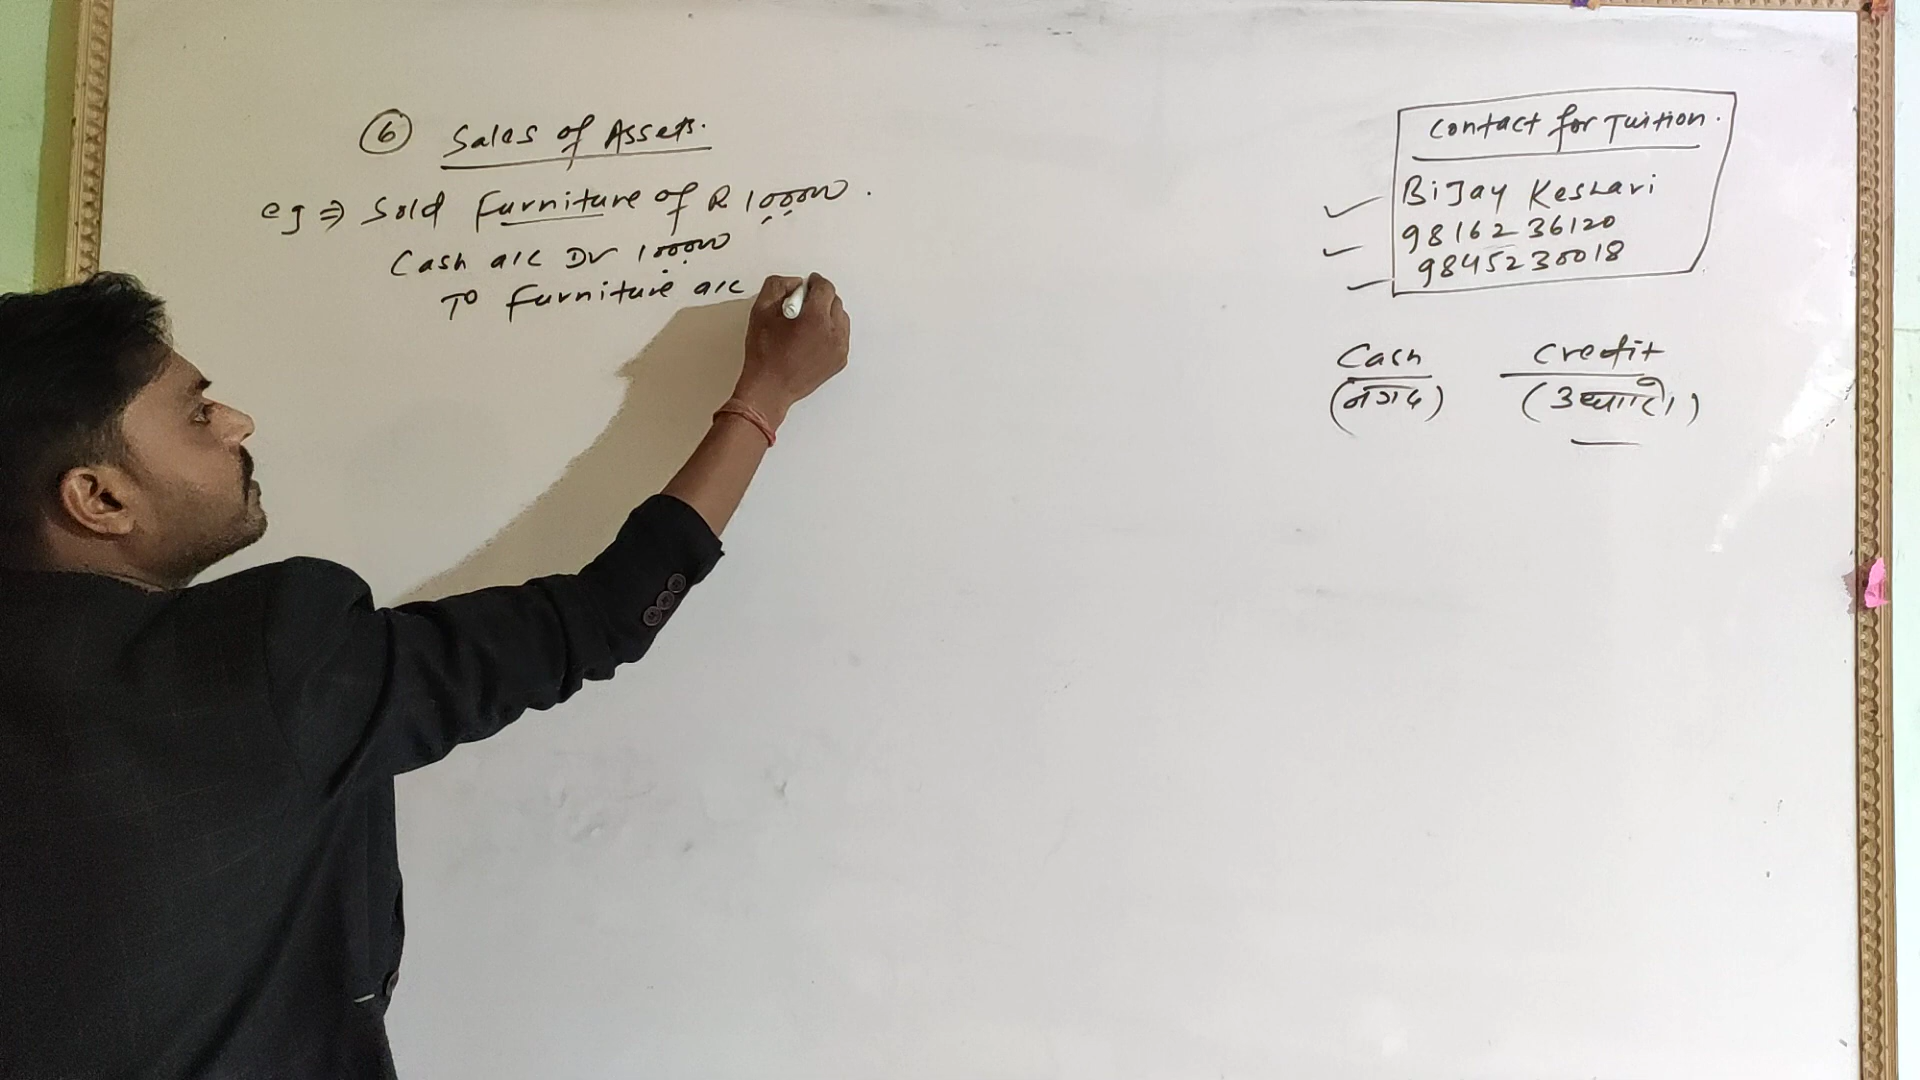 6 Sales of Assets.
eg ⇒ Sold Furniture of R 10000.
Cash a/c Dr 10000
To Furniture a/c
Contact for Tuition.
BiJay Keshari
9816236120
9845230018
Cash Credit
(नगद) (उधारो)